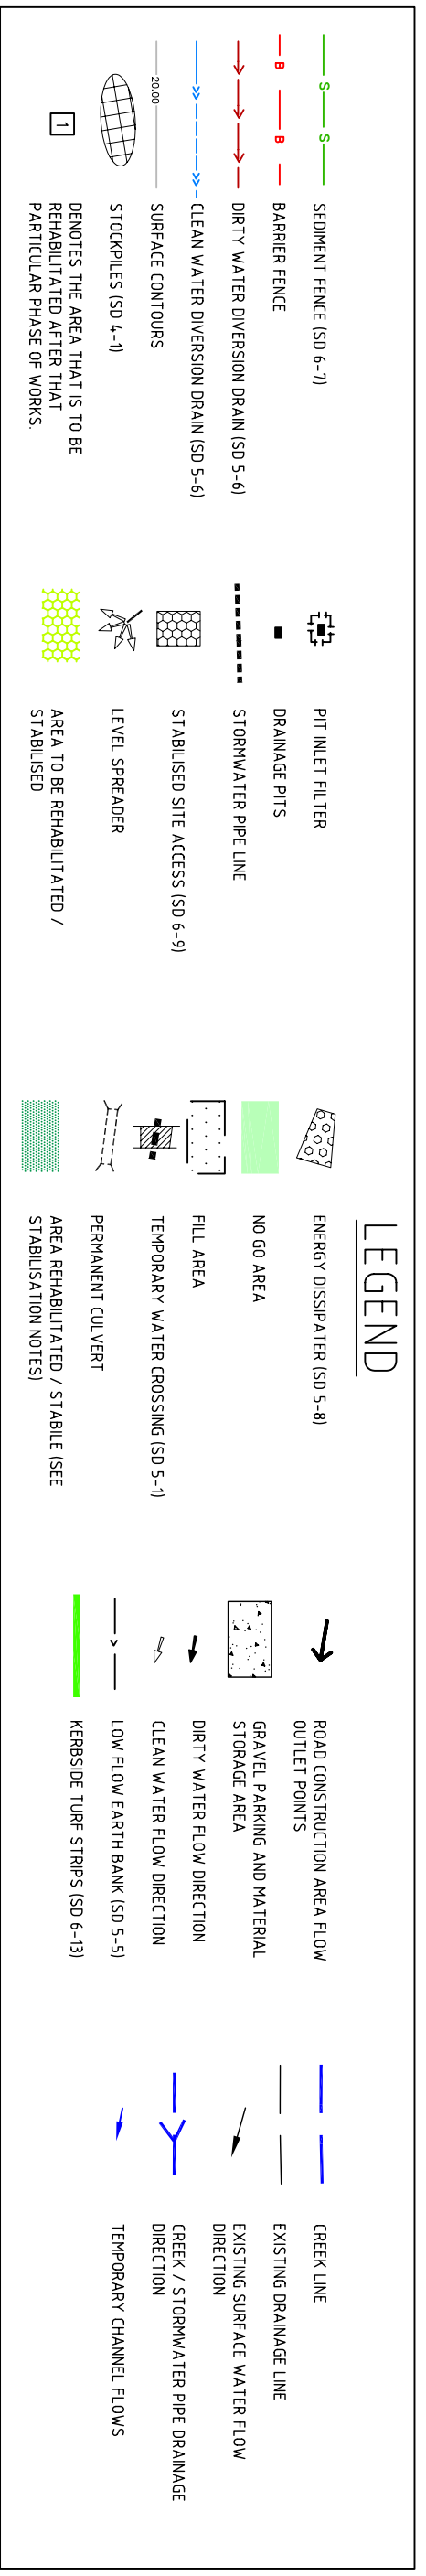 LEGEND
S
S
SEDIMENT FENCE (SD 6-7)
B
B
BARRIER FENCE
DIRTY WATER DIVERSION DRAIN (SD 5-6)
CLEAN WATER DIVERSION DRAIN (SD 5-6)
20.00
SURFACE CONTOURS
STOCKPILES (SD 4-1)
1
DENOTES THE AREA THAT IS TO BE
REHABILITATED AFTER THAT
PARTICULAR PHASE OF WORKS.
PIT INLET FILTER
DRAINAGE PITS
STORMWATER PIPE LINE
STABILISED SITE ACCESS (SD 6-9)
LEVEL SPREADER
AREA TO BE REHABILITATED /
STABILISED
ENERGY DISSIPATER (SD 5-8)
NO GO AREA
FILL AREA
TEMPORARY WATER CROSSING (SD 5-1)
PERMANENT CULVERT
AREA REHABILITATED / STABILE (SEE
STABILISATION NOTES)
ROAD CONSTRUCTION AREA FLOW
OUTLET POINTS
GRAVEL PARKING AND MATERIAL
STORAGE AREA
DIRTY WATER FLOW DIRECTION
CLEAN WATER FLOW DIRECTION
LOW FLOW EARTH BANK (SD 5-5)
KERBSIDE TURF STRIPS (SD 6-13)
CREEK LINE
EXISTING DRAINAGE LINE
EXISTING SURFACE WATER FLOW
DIRECTION
CREEK / STORMWATER PIPE DRAINAGE
DIRECTION
TEMPORARY CHANNEL FLOWS